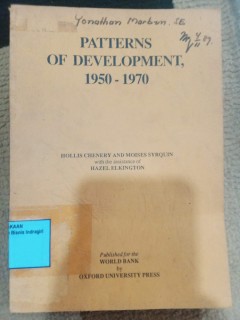 Yonathan Marbun. SE
PATTERNS
OF DEVELOPMENT,
1950 - 1970
HOLLIS CHENERY AND MOISES SYRQUIN
with the assistance of
HAZEL ELKINGTON
Published for the
WORLD BANK
by
OXFORD UNIVERSITY PRESS